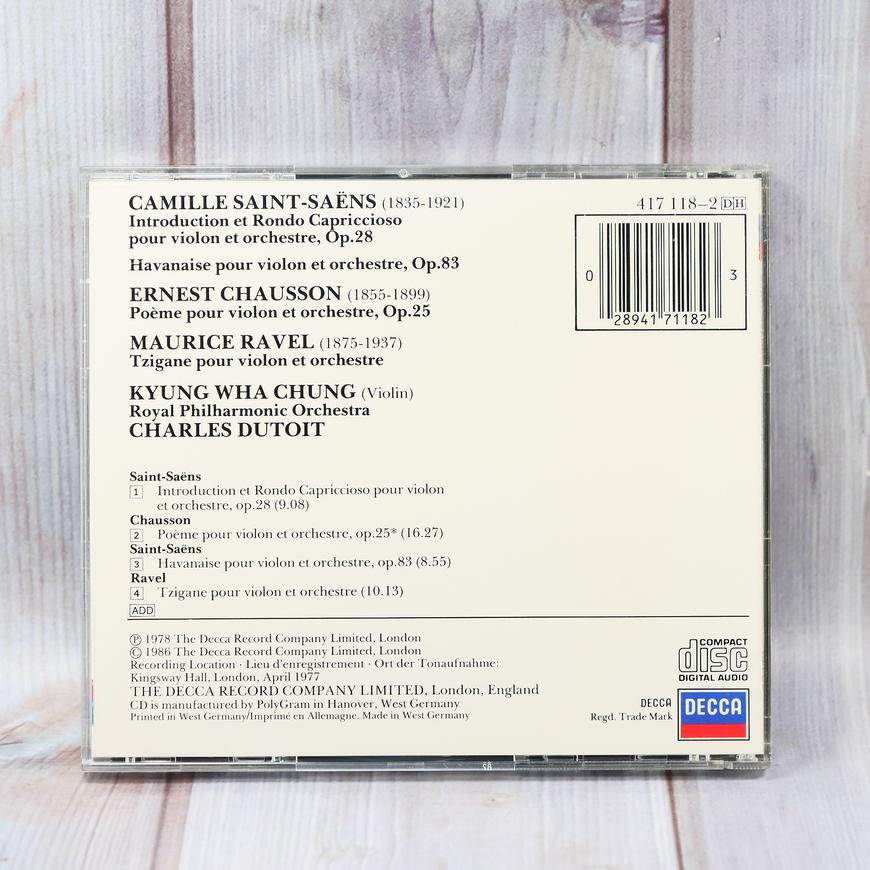 CAMILLE SAINT-SAËNS (1835-1921)
Introduction et Rondo Capriccioso
pour violon et orchestre, Op.28
Havanaise pour violon et orchestre, Op.83
ERNEST CHAUSSON (1855-1899)
Poème pour violon et orchestre, Op.25
MAURICE RAVEL (1875-1937)
Tzigane pour violon et orchestre
KYUNG WHA CHUNG (Violin)
Royal Philharmonic Orchestra
CHARLES DUTOIT
417 118–2 DH
0 28941 71182 3
Saint-Saëns
1 Introduction et Rondo Capriccioso pour violon
et orchestre, op.28 (9.08)
Chausson
2 Poème pour violon et orchestre, op.25* (16.27)
Saint-Saëns
3 Havanaise pour violon et orchestre, op.83 (8.55)
Ravel
4 Tzigane pour violon et orchestre (10.13)
ADD
Ⓟ 1978 The Decca Record Company Limited, London
© 1986 The Decca Record Company Limited, London
Recording Location · Lieu d'enregistrement · Ort der Tonaufnahme:
Kingsway Hall, London, April 1977
THE DECCA RECORD COMPANY LIMITED, London, England
CD is manufactured by PolyGram in Hanover, West Germany
Printed in West Germany/Imprimé en Allemagne. Made in West Germany
COMPACT
disc
DIGITAL AUDIO
DECCA
Regd. Trade Mark
DECCA